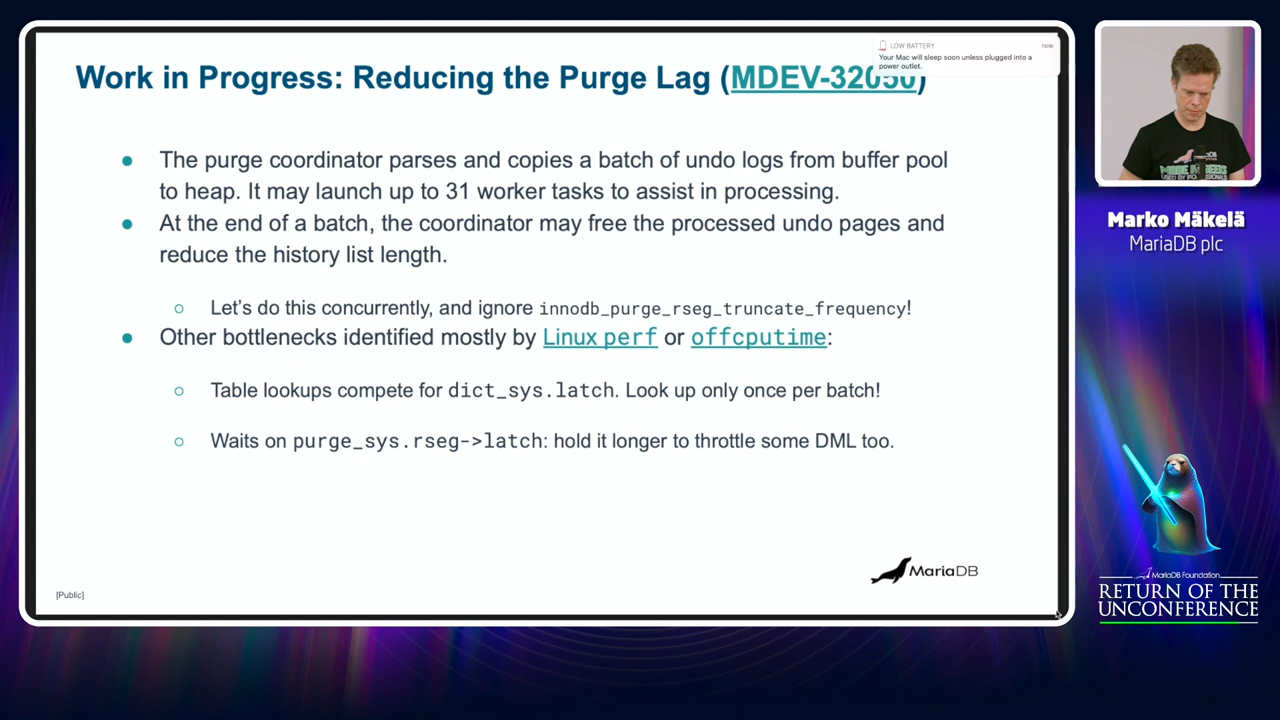 LOW BATTERY
now
Your Mac will sleep soon unless plugged into a
power outlet.
Work in Progress: Reducing the Purge Lag (MDEV-32050)
The purge coordinator parses and copies a batch of undo logs from buffer pool
to heap. It may launch up to 31 worker tasks to assist in processing.
At the end of a batch, the coordinator may free the processed undo pages and
reduce the history list length.
Let's do this concurrently, and ignore innodb_purge_rseg_truncate_frequency!
Other bottlenecks identified mostly by Linux perf or offcputime:
Table lookups compete for dict_sys.latch. Look up only once per batch!
Waits on purge_sys.rseg->latch: hold it longer to throttle some DML too.
MariaDB
[Public]
Marko Mäkelä
MariaDB plc
MariaDB Foundation
RETURN OF THE
UNCONFERENCE